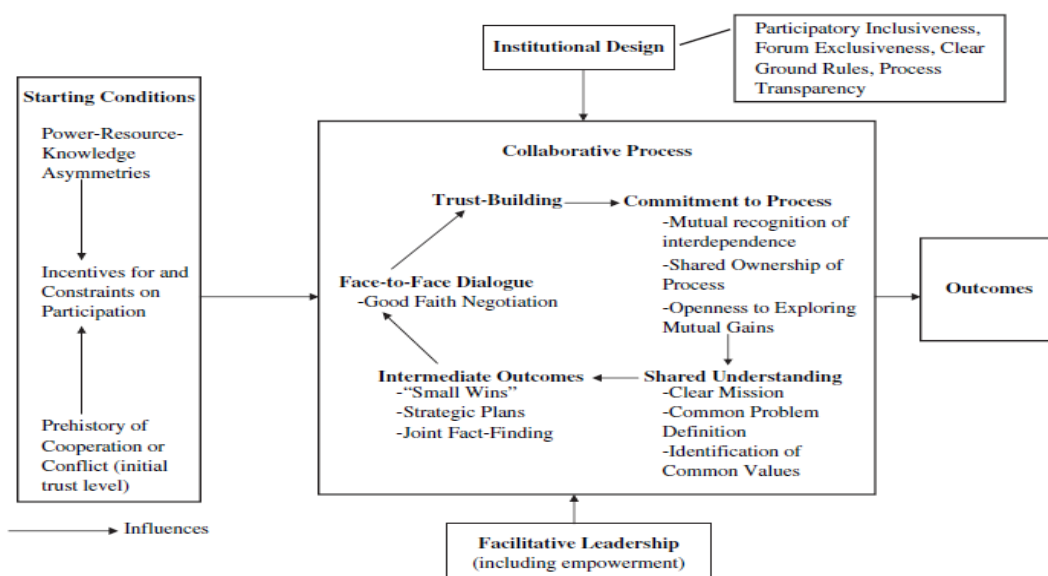 Institutional Design
Participatory Inclusiveness,
Forum Exclusiveness, Clear
Ground Rules, Process
Transparency
Starting Conditions
Power-Resource-
Knowledge
Asymmetries
Incentives for and
Constraints on
Participation
Prehistory of
Cooperation or
Conflict (initial
trust level)
Influences
Collaborative Process
Trust-Building
Commitment to Process
-Mutual recognition of
interdependence
-Shared Ownership of
Process
-Openness to Exploring
Mutual Gains
Face-to-Face Dialogue
-Good Faith Negotiation
Intermediate Outcomes
-“Small Wins”
-Strategic Plans
-Joint Fact-Finding
Shared Understanding
-Clear Mission
-Common Problem
Definition
-Identification of
Common Values
Outcomes
Facilitative Leadership
(including empowerment)